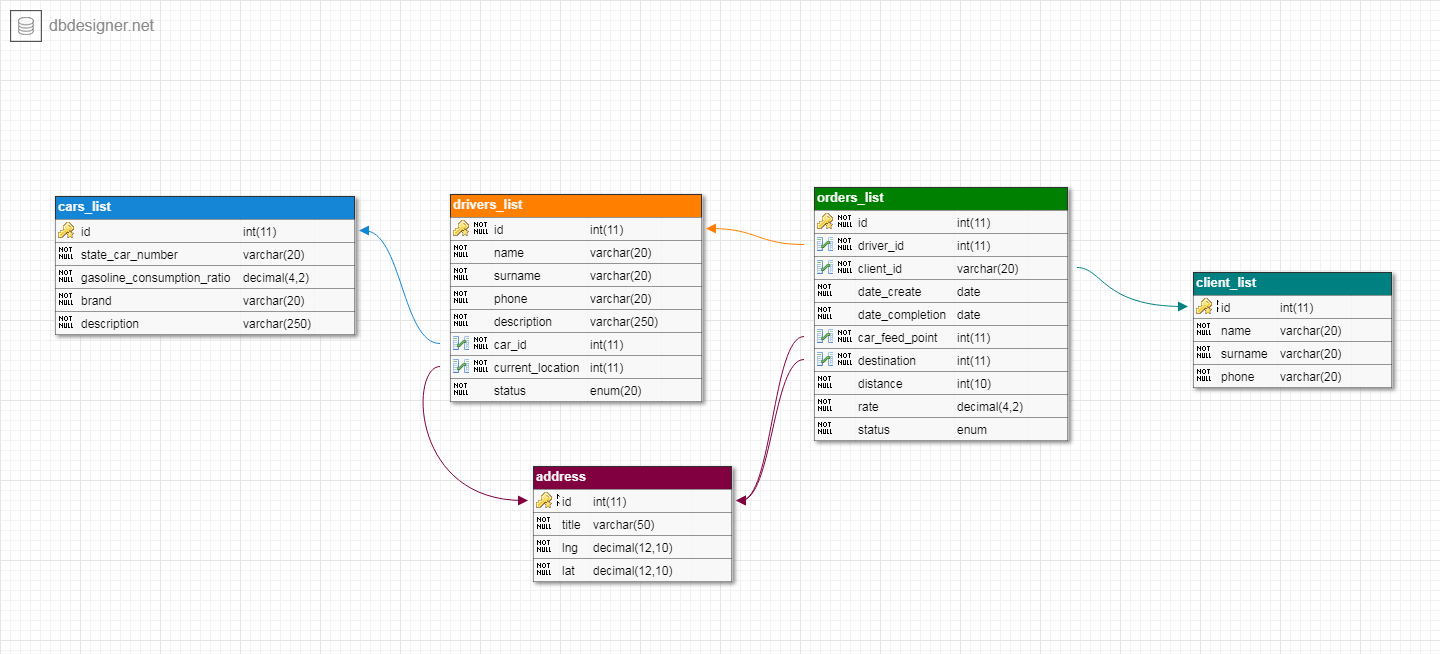 dbdesigner.net
cars_list
id int(11)
NOT NULL state_car_number varchar(20)
NOT NULL gasoline_consumption_ratio decimal(4,2)
NOT NULL brand varchar(20)
NOT NULL description varchar(250)
drivers_list
NOT NULL id int(11)
NOT NULL name varchar(20)
NOT NULL surname varchar(20)
NOT NULL phone varchar(20)
NOT NULL description varchar(250)
NOT NULL car_id int(11)
NOT NULL current_location int(11)
NOT NULL status enum(20)
orders_list
NOT NULL id int(11)
NOT NULL driver_id int(11)
NOT NULL client_id varchar(20)
NOT NULL date_create date
NOT NULL date_completion date
NOT NULL car_feed_point int(11)
NOT NULL destination int(11)
NOT NULL distance int(10)
NOT NULL rate decimal(4,2)
NOT NULL status enum
client_list
id int(11)
NOT NULL name varchar(20)
NOT NULL surname varchar(20)
NOT NULL phone varchar(20)
address
id int(11)
NOT NULL title varchar(50)
NOT NULL lng decimal(12,10)
NOT NULL lat decimal(12,10)